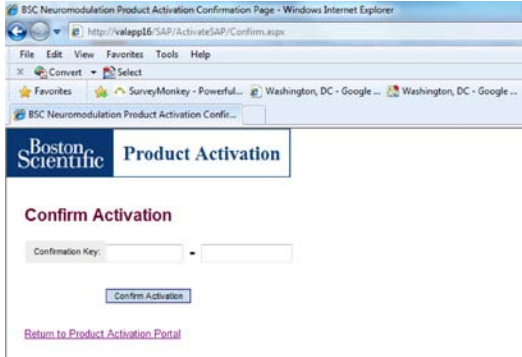 BSC Neuromodulation Product Activation Confirmation Page - Windows Internet Explorer
http://valapp16/SAP/ActivateSAP/Confirm.aspx
File Edit View Favorites Tools Help
x Convert Select
Favorites SurveyMonkey - Powerful... Washington, DC - Google ... Washington, DC - Google ...
BSC Neuromodulation Product Activation Confir...
Boston
Scientific
Product Activation
Confirm Activation
Confirmation Key: -
Confirm Activation
Return to Product Activation Portal